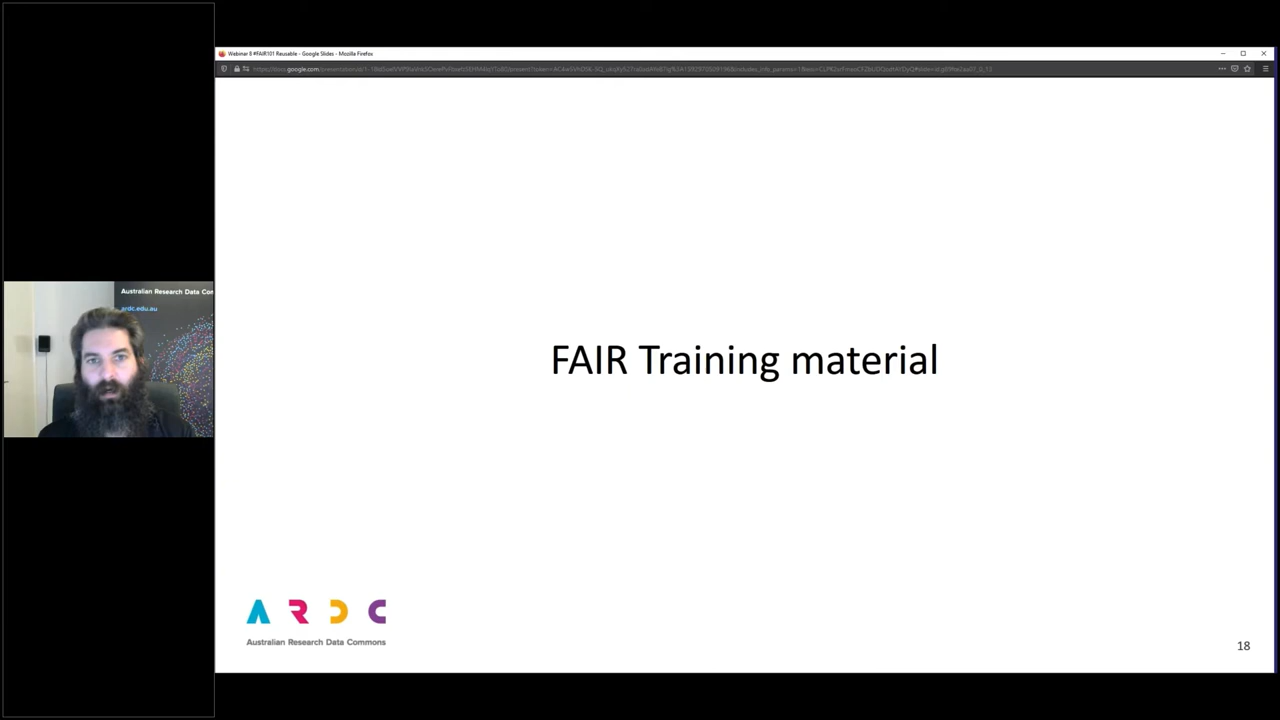 Webinar 8 #FAIR101 Reusable - Google Slides - Mozilla Firefox
Australian Research Data Com
ardc.edu.au
FAIR Training material
ARDC
Australian Research Data Commons
18